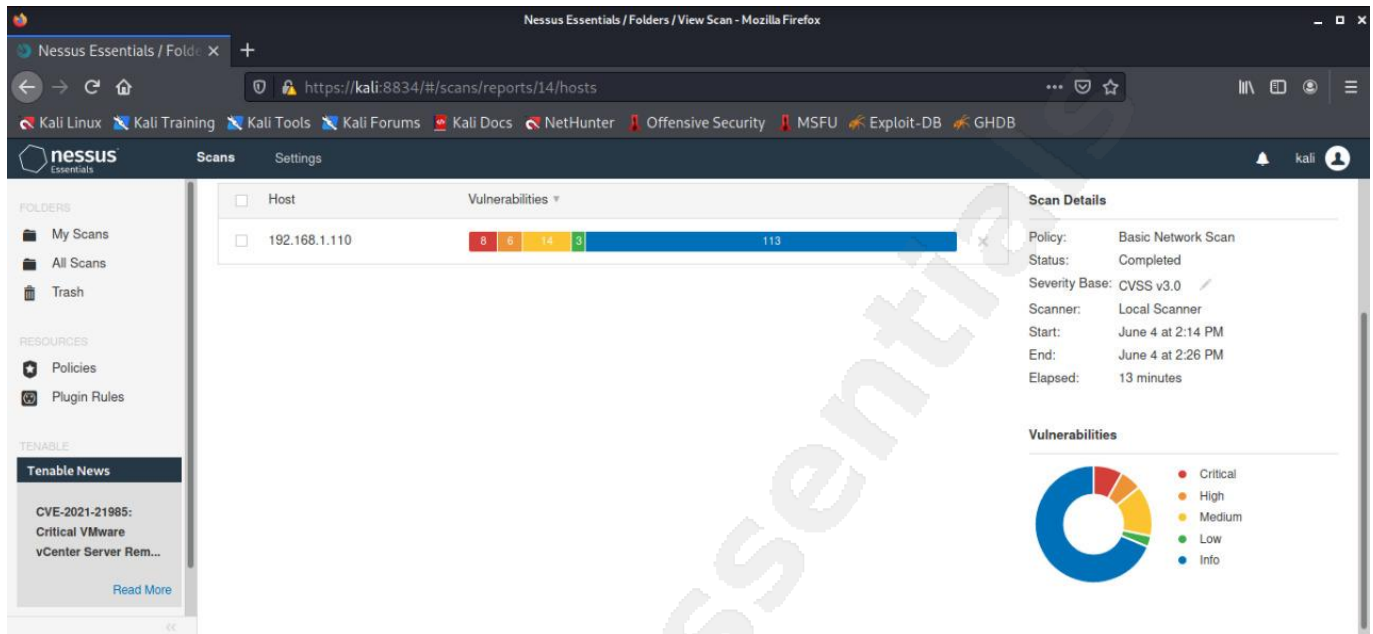 Nessus Essentials / Folders / View Scan - Mozilla Firefox
Nessus Essentials / Folde
https://kali:8834/#/scans/reports/14/hosts
Kali Linux Kali Training Kali Tools Kali Forums Kali Docs NetHunter Offensive Security MSFU Exploit-DB GHDB
nessus Essentials Scans Settings kali
FOLDERS
My Scans
All Scans
Trash
RESOURCES
Policies
Plugin Rules
TENABLE
Tenable News
CVE-2021-21985:
Critical VMware
vCenter Server Rem...
Read More
Host Vulnerabilities
192.168.1.110 8 6 14 3 113
Scan Details
Policy: Basic Network Scan
Status: Completed
Severity Base: CVSS v3.0
Scanner: Local Scanner
Start: June 4 at 2:14 PM
End: June 4 at 2:26 PM
Elapsed: 13 minutes
Vulnerabilities
Critical
High
Medium
Low
Info
ssentials